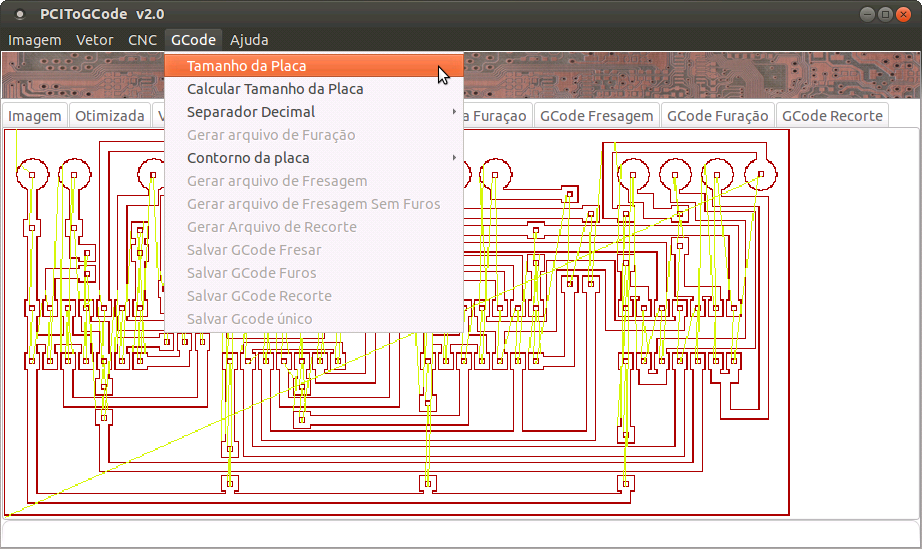 PCIToGCode v2.0
Imagem Vetor CNC GCode Ajuda
Tamanho da Placa
Calcular Tamanho da Placa
Separador Decimal
Gerar arquivo de Furação
Contorno da placa
Gerar arquivo de Fresagem
Gerar arquivo de Fresagem Sem Furos
Gerar Arquivo de Recorte
Salvar GCode Fresar
Salvar GCode Furos
Salvar GCode Recorte
Salvar Gcode único
Imagem Otimizada a Furaçao GCode Fresagem GCode Furação GCode Recorte